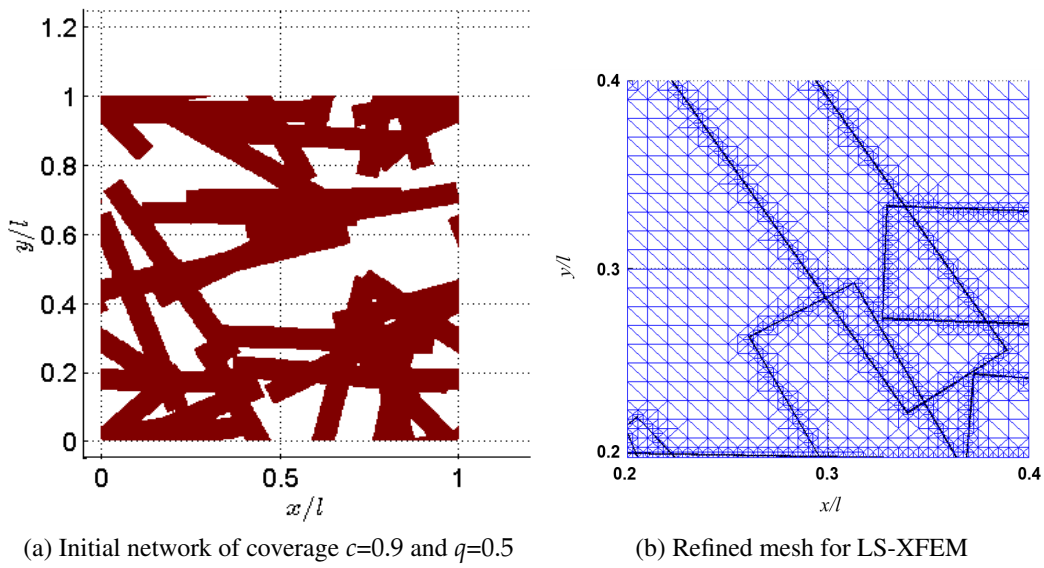 1.2
1
0.8
0.6
0.4
0.2
0
y/l
0
0.5
1
x/l
(a) Initial network of coverage c=0.9 and q=0.5
0.4
0.3
0.2
y/l
0.2
0.3
0.4
x/l
(b) Refined mesh for LS-XFEM